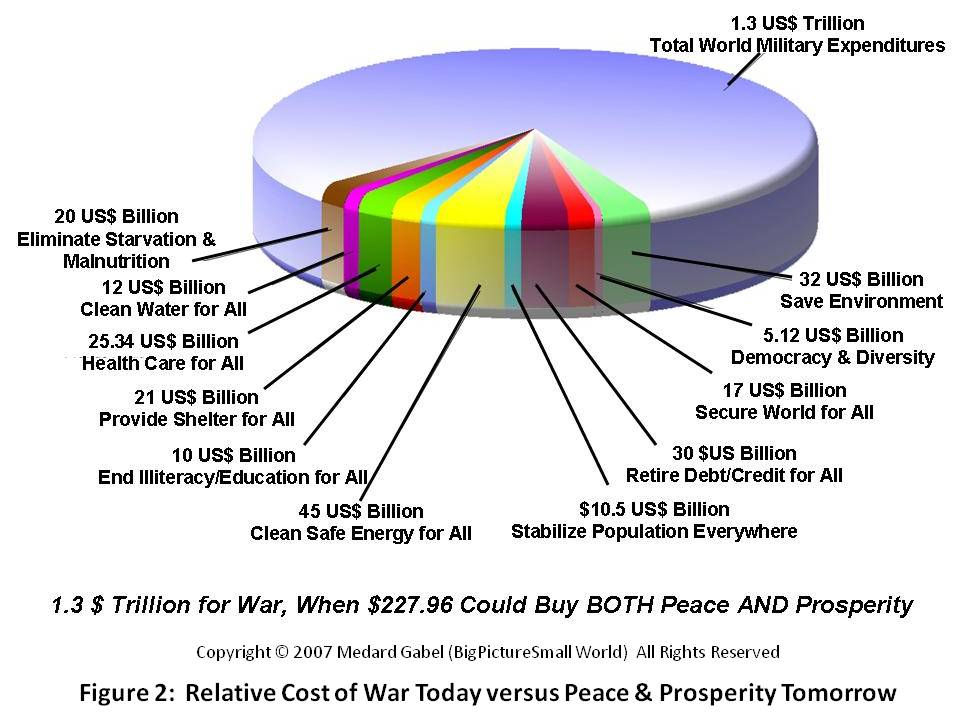 1.3 US$ Trillion
Total World Military Expenditures
20 US$ Billion
Eliminate Starvation &
Malnutrition
12 US$ Billion
Clean Water for All
25.34 US$ Billion
Health Care for All
21 US$ Billion
Provide Shelter for All
10 US$ Billion
End Illiteracy/Education for All
45 US$ Billion
Clean Safe Energy for All
$10.5 US$ Billion
Stabilize Population Everywhere
30 $US Billion
Retire Debt/Credit for All
17 US$ Billion
Secure World for All
5.12 US$ Billion
Democracy & Diversity
32 US$ Billion
Save Environment
1.3 $ Trillion for War, When $227.96 Could Buy BOTH Peace AND Prosperity
Copyright © 2007 Medard Gabel (BigPictureSmall World)  All Rights Reserved
Figure 2:  Relative Cost of War Today versus Peace & Prosperity Tomorrow